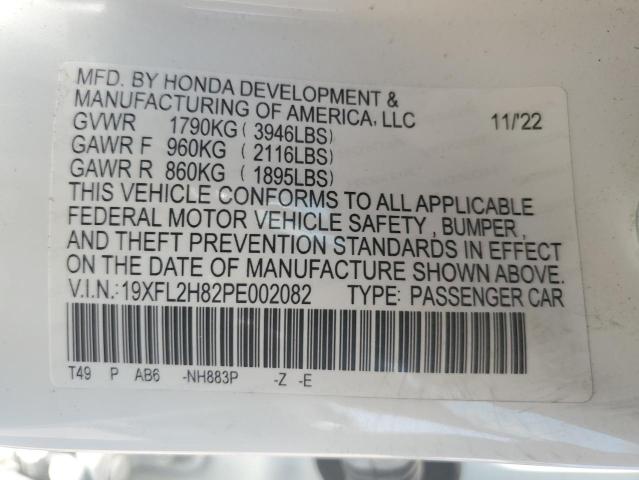 MFD. BY HONDA DEVELOPMENT &
MANUFACTURING OF AMERICA, LLC 11/'22
GVWR 1790KG ( 3946LBS)
GAWR F 960KG ( 2116LBS)
GAWR R 860KG ( 1895LBS)
THIS VEHICLE CONFORMS TO ALL APPLICABLE
FEDERAL MOTOR VEHICLE SAFETY , BUMPER ,
AND THEFT PREVENTION STANDARDS IN EFFECT
ON THE DATE OF MANUFACTURE SHOWN ABOVE.
V.I.N.:19XFL2H82PE002082 TYPE: PASSENGER CAR
T49 P AB6 -NH883P -Z -E